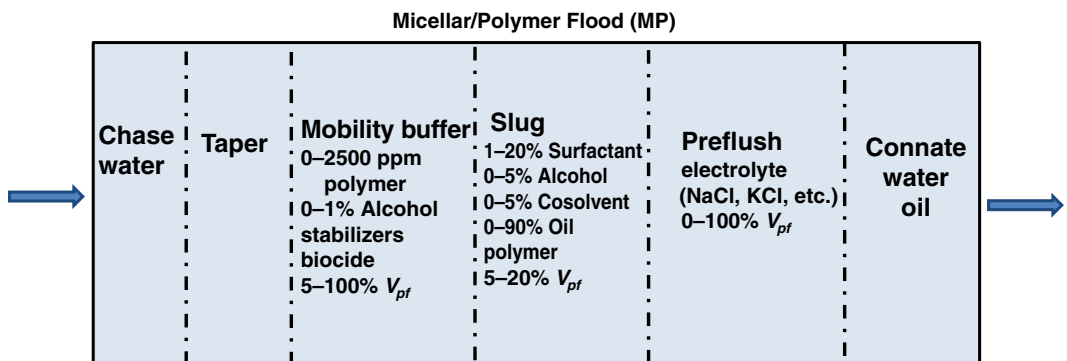 Micellar/Polymer Flood (MP)
Chase
water
Taper
Mobility buffer
0–2500 ppm
polymer
0–1% Alcohol
stabilizers
biocide
5–100% Vpf
Slug
1–20% Surfactant
0–5% Alcohol
0–5% Cosolvent
0–90% Oil
polymer
5–20% Vpf
Preflush
electrolyte
(NaCl, KCl, etc.)
0–100% Vpf
Connate
water
oil